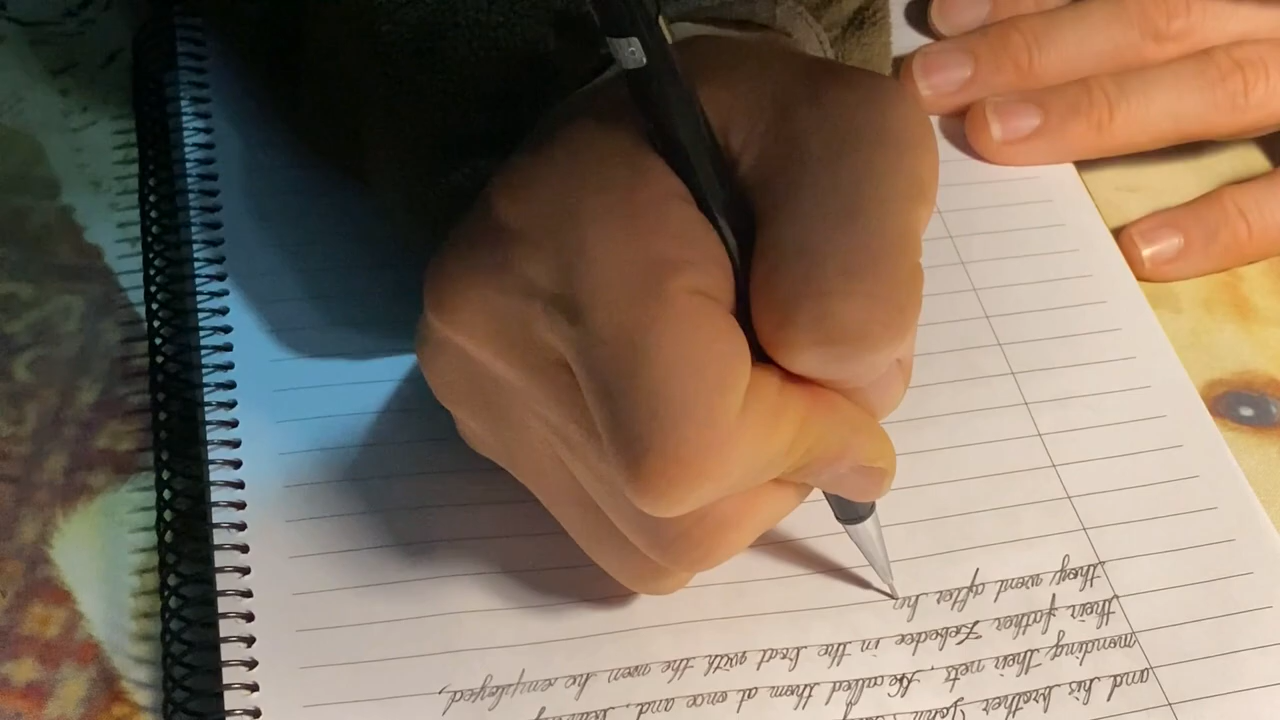 and his brother John
mending their nets. He called them at once and,
their father Zebedee in the boat with the men he employed,
they went after